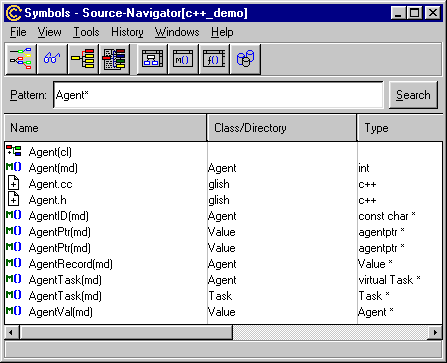 Symbols - Source-Navigator[c++_demo]
File View Tools History Windows Help
M()
Pattern: Agent* Search
Name Class/Directory Type
Agent(cl)
M() Agent(md) Agent int
Agent.cc glish c++
Agent.h glish c++
M() AgentID(md) Agent const char *
M() AgentPtr(md) Value agentptr *
M() AgentPtr(md) Value agentptr *
M() AgentRecord(md) Agent Value *
M() AgentTask(md) Agent virtual Task *
M() AgentTask(md) Task Task *
M() AgentVal(md) Value Agent *